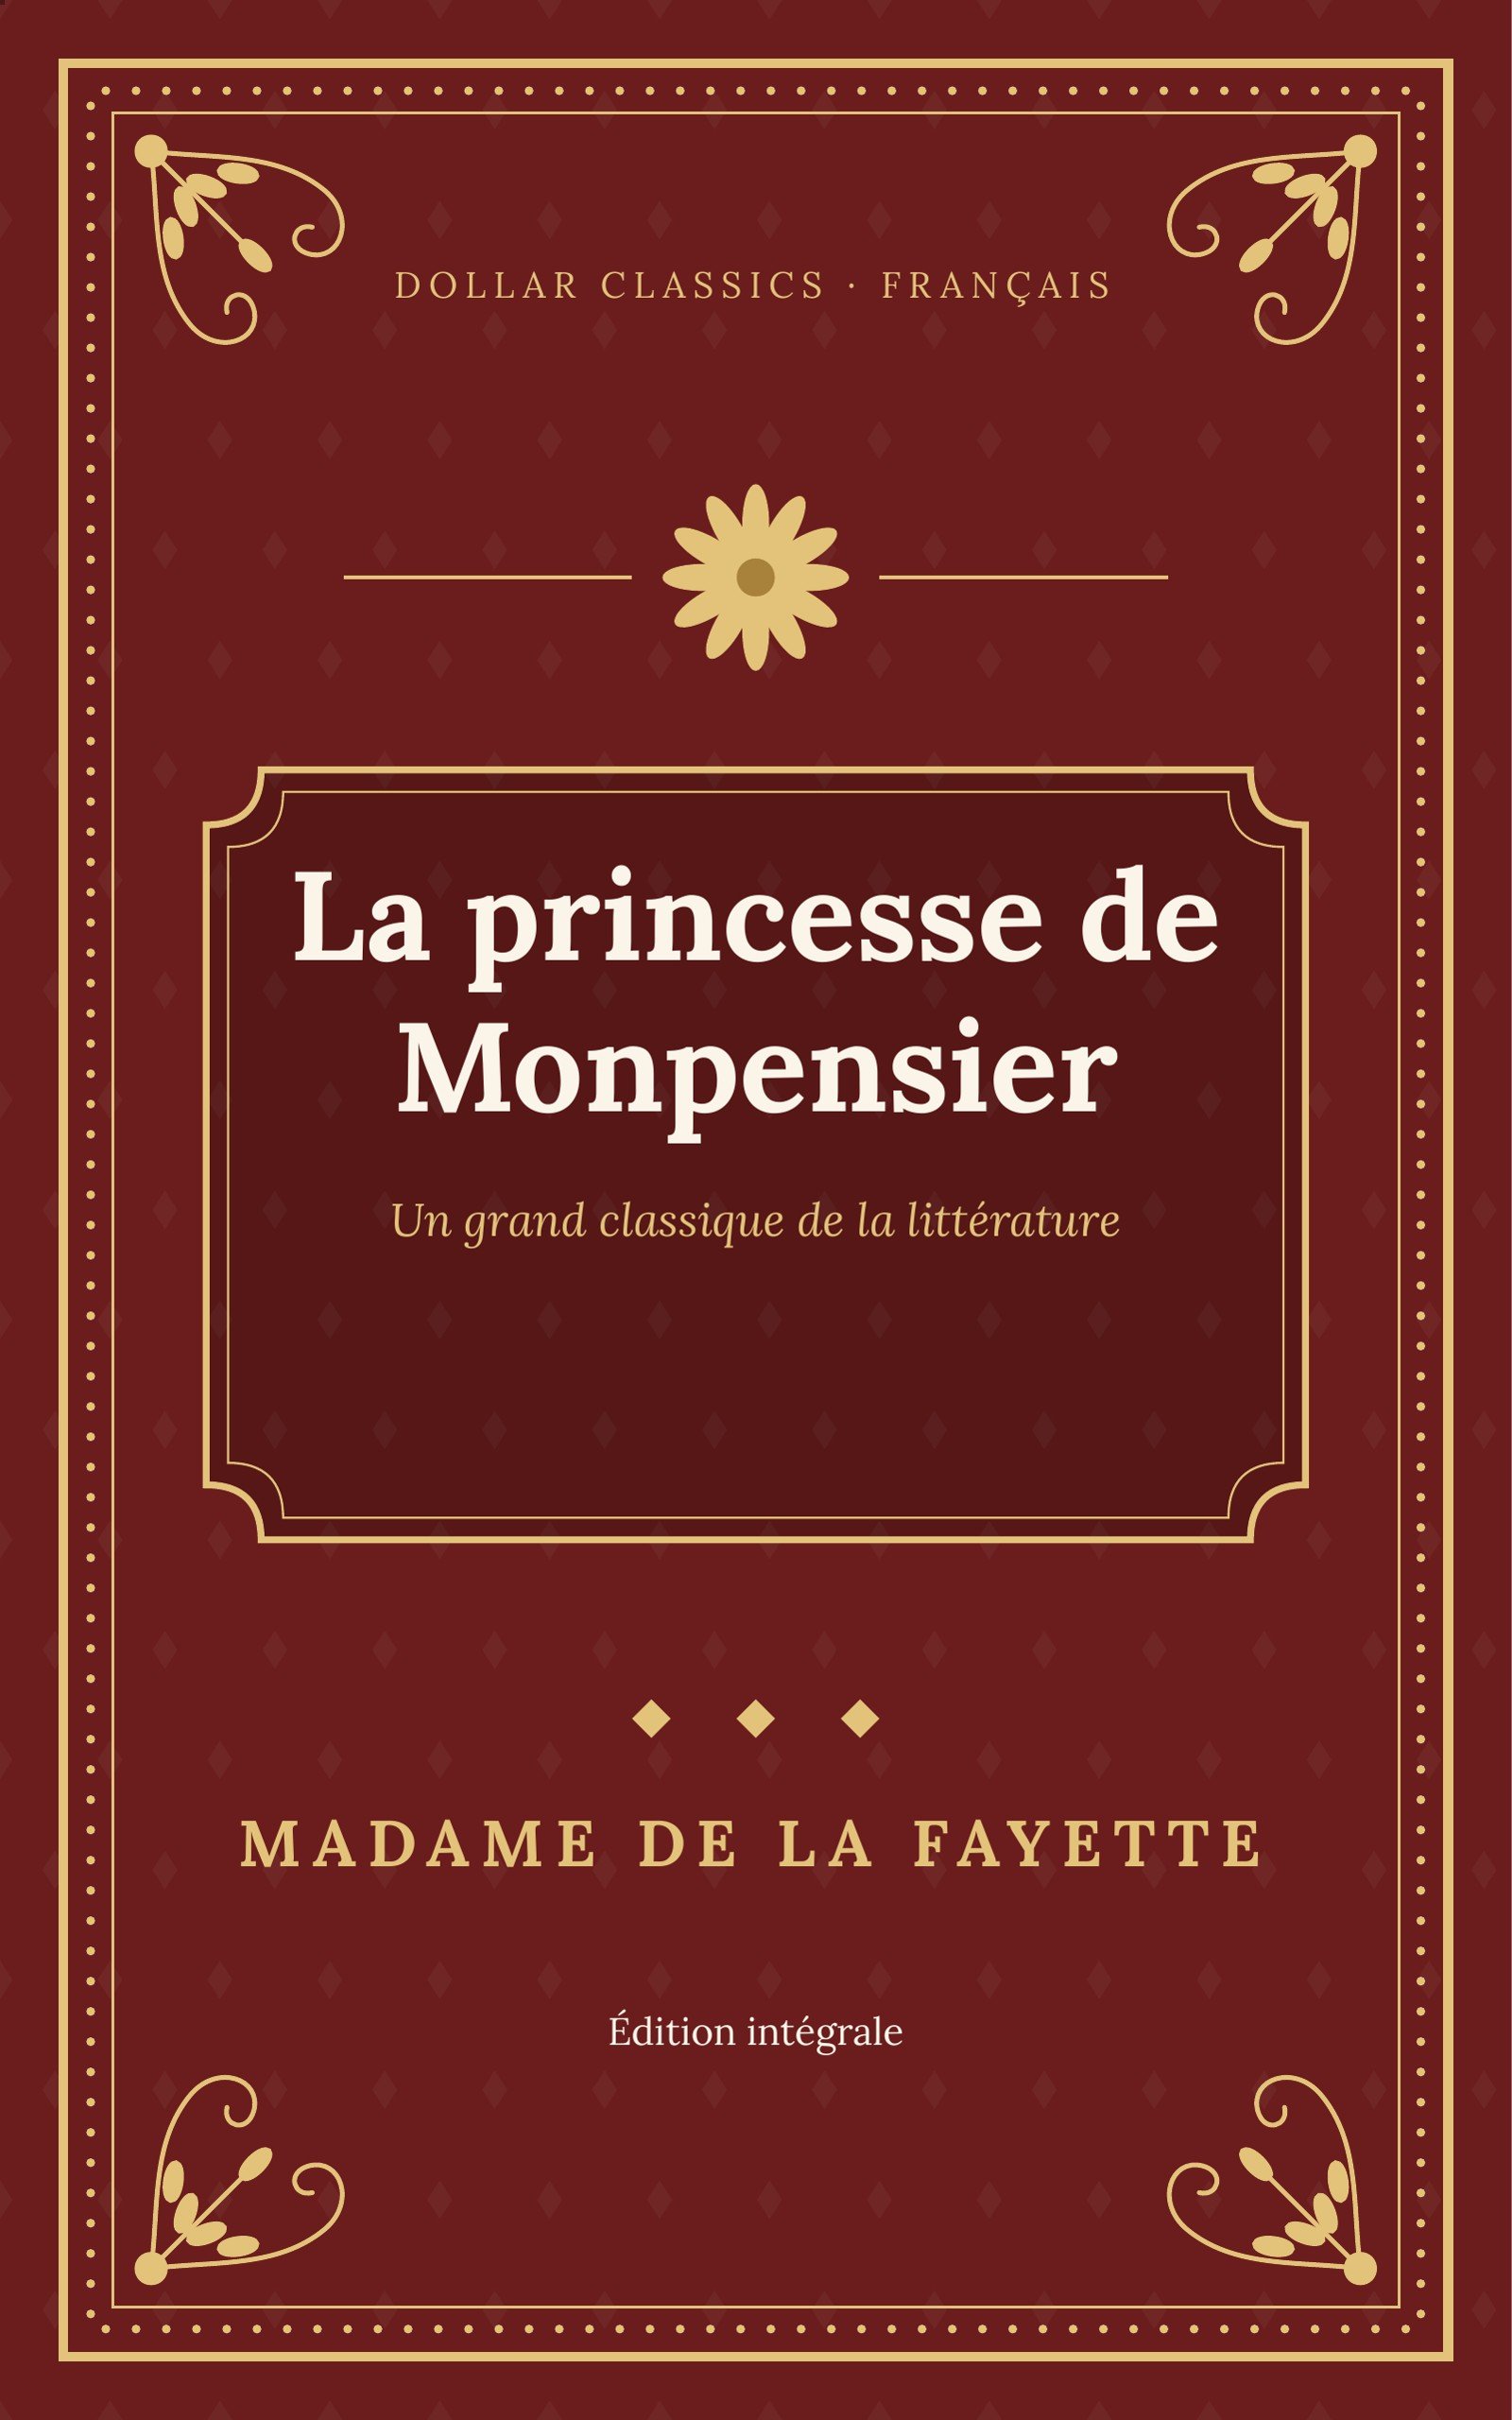 DOLLAR CLASSICS · FRANÇAIS
La princesse de
Monpensier
Un grand classique de la littérature
MADAME DE LA FAYETTE
Édition intégrale